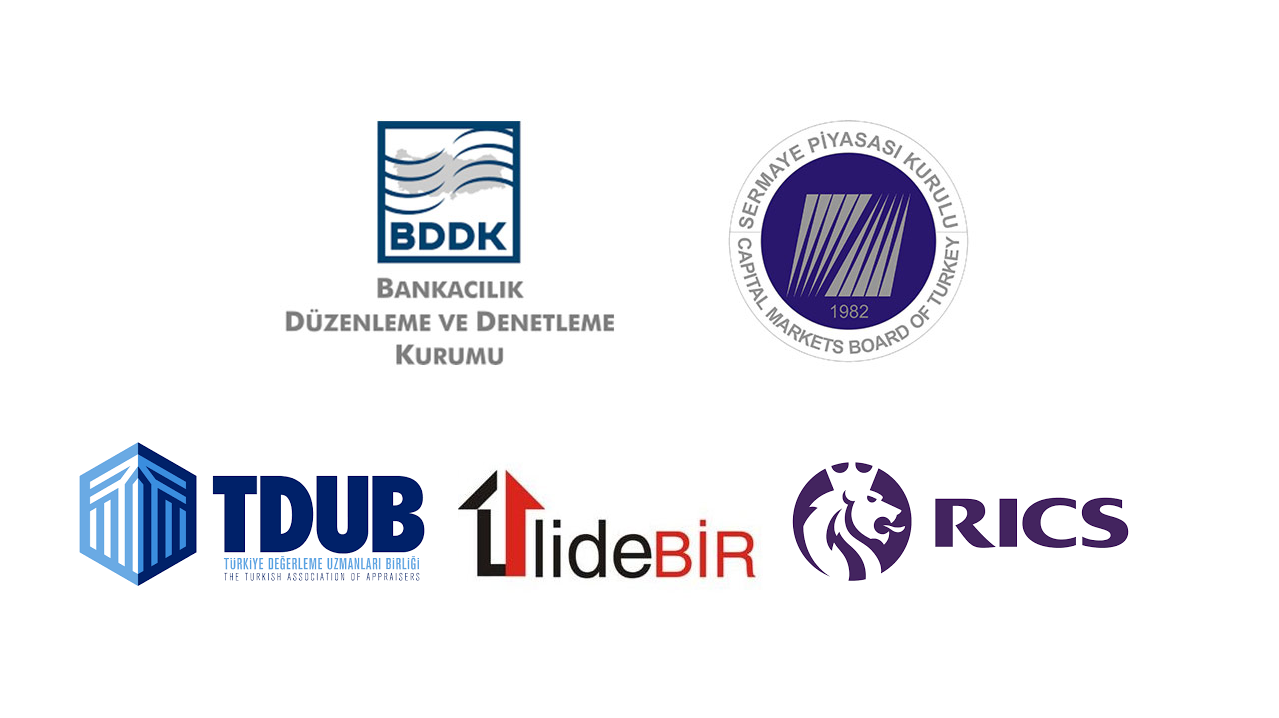 BDDK
BANKACILIK
DÜZENLEME VE DENETLEME
KURUMU
SERMAYE PİYASASI KURULU
CAPITAL MARKETS BOARD OF TURKEY
1982
TDUB
TÜRKİYE DEĞERLEME UZMANLARI BİRLİĞİ
THE TURKISH ASSOCIATION OF APPRAISERS
lideBİR
RICS